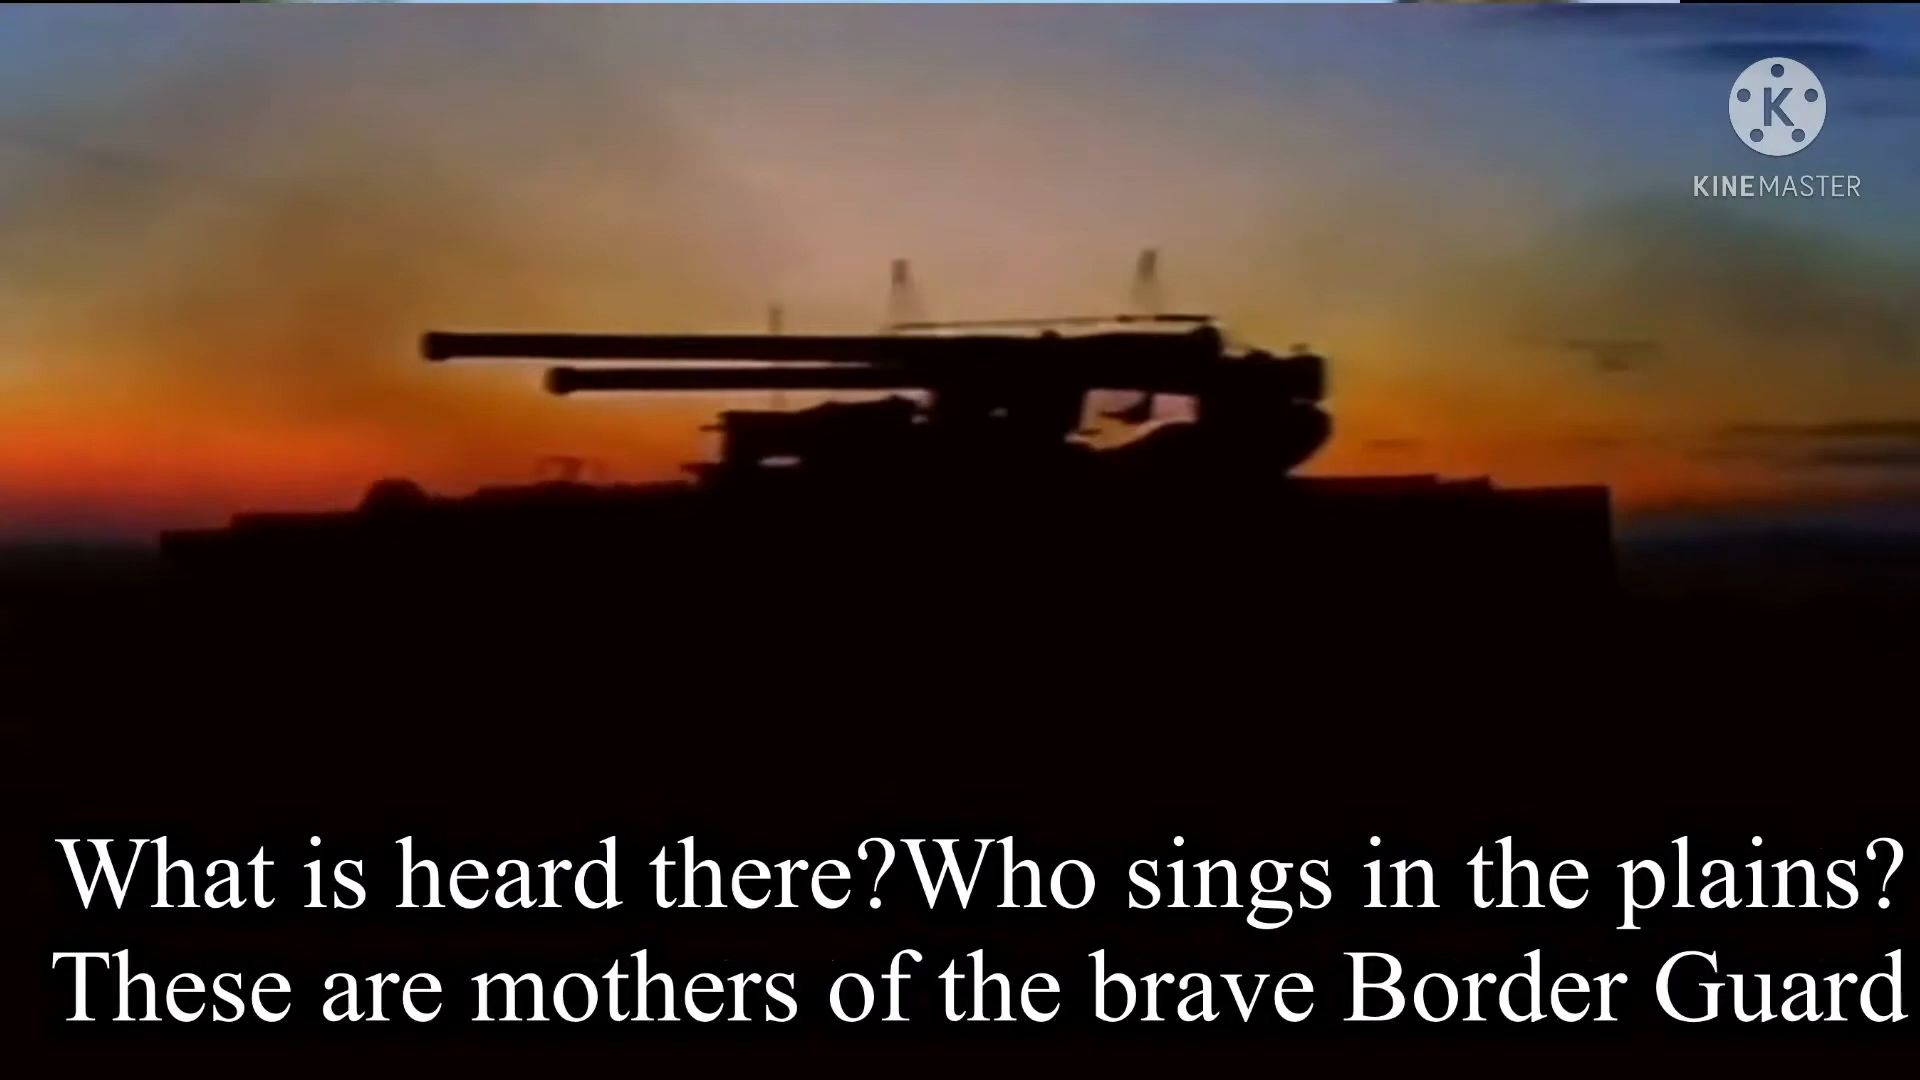 K
KINEMASTER
What is heard there?Who sings in the plains?
These are mothers of the brave Border Guard